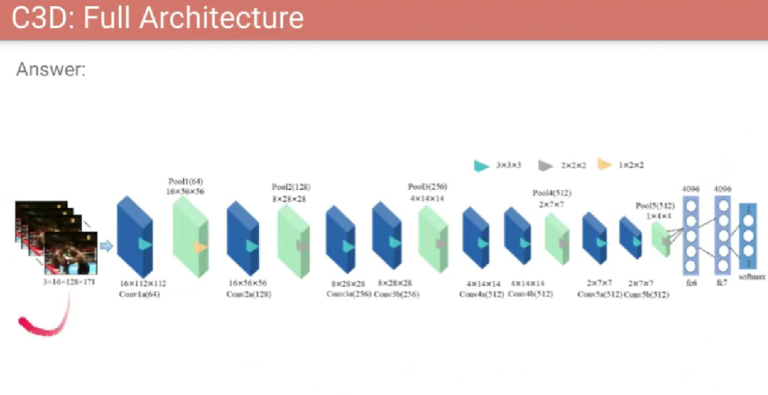 C3D: Full Architecture
Answer:
3×3×3
2×2×2
1×2×2
Pool1(64)
16×56×56
Pool2(128)
8×28×28
Pool3(256)
4×14×14
Pool4(512)
2×7×7
Pool5(512)
1×4×4
4096
4096
3×16×128×171
16×112×112
Conv1a(64)
16×56×56
Conv2a(128)
8×28×28
Conv3a(256)
8×28×28
Conv3b(256)
4×14×14
Conv4a(512)
4×14×14
Conv4b(512)
2×7×7
Conv5a(512)
2×7×7
Conv5b(512)
fc6
fc7
softmax